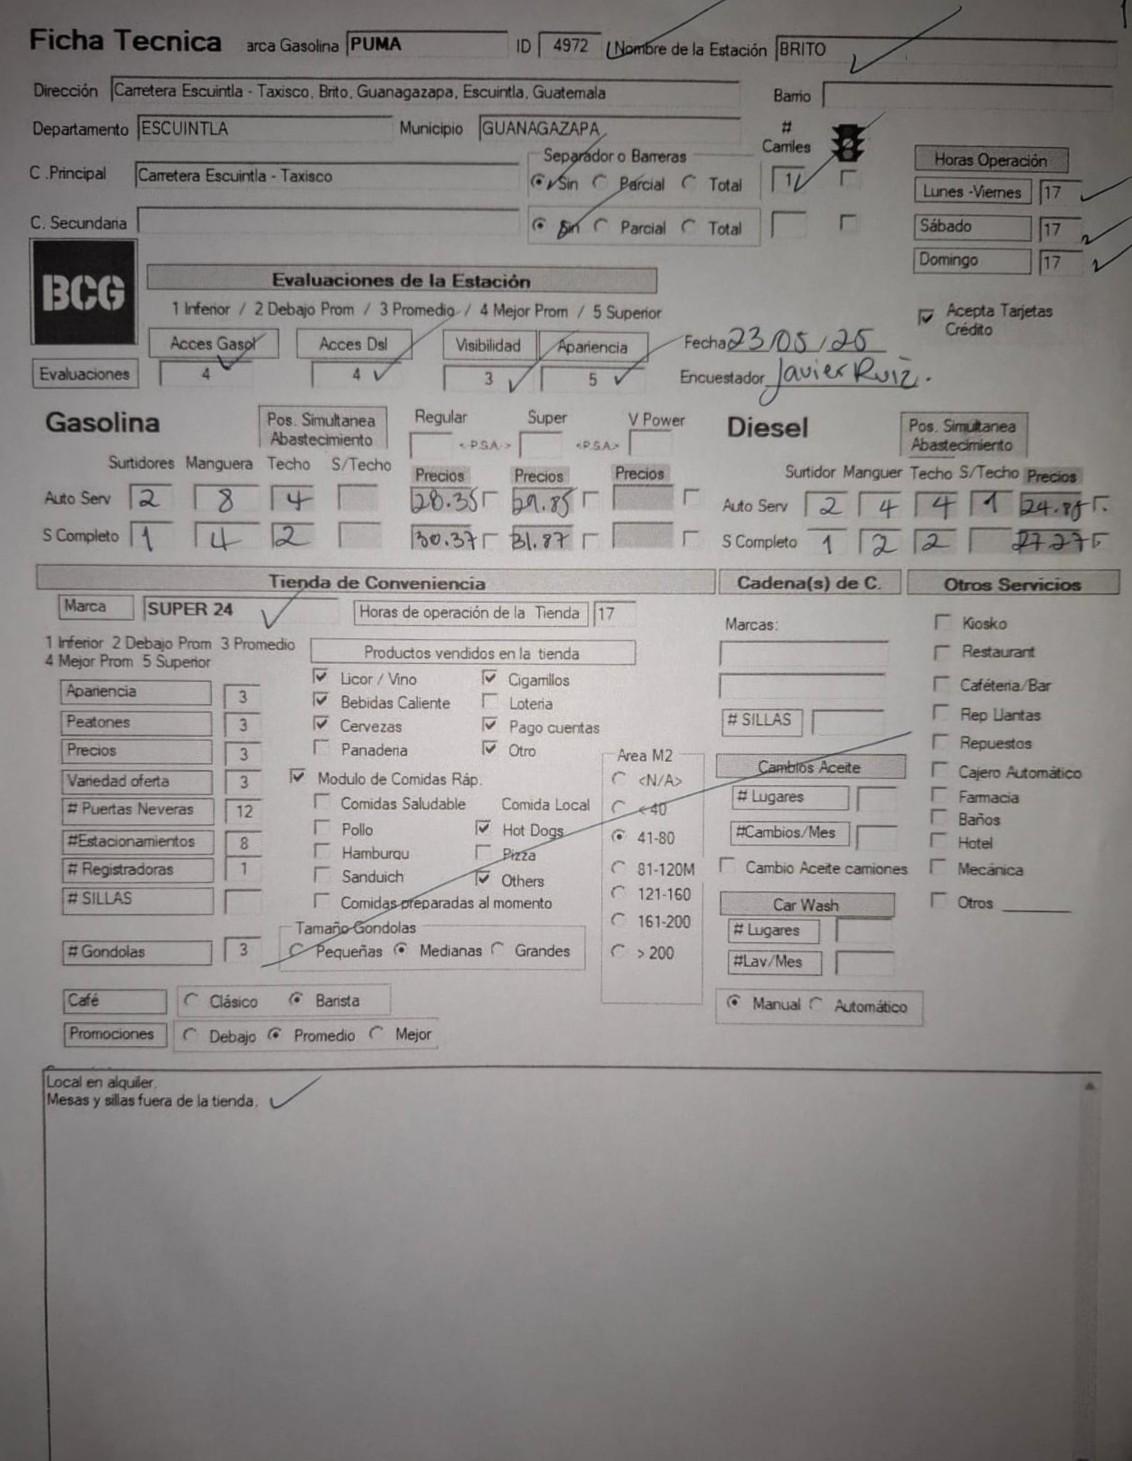 Ficha Tecnica arca Gasolina PUMA ID 4972 Nombre de la Estación BRITO
Dirección Carretera Escuintla - Taxisco, Brito, Guanagazapa, Escuintla, Guatemala Barrio
Departamento ESCUINTLA Municipio GUANAGAZAPA # Carriles
Separador o Barreras
C .Principal Carretera Escuintla - Taxisco Sin Parcial Total 1
C. Secundaria Sin Parcial Total
Horas Operación
Lunes -Viernes 17
Sábado 17
Domingo 17
BCG
Evaluaciones de la Estación
1 Inferior / 2 Debajo Prom / 3 Promedio / 4 Mejor Prom / 5 Superior
Acepta Tarjetas Crédito
Acces Gasol Acces Dsl Visibilidad Apariencia
Evaluaciones 4 4 3 5
Fecha 23/05/25
Encuestador Javier Ruiz.
Gasolina Pos. Simultanea Abastecimiento Regular Super V Power
<-P.S.A.-> <P.S.A>
Surtidores Manguera Techo S/Techo Precios Precios Precios
Auto Serv 2 8 4 28.35 29.85
S Completo 1 4 2 30.37 31.87
Diesel Pos. Simultanea Abastecimiento
Surtidor Manguer Techo S/Techo Precios
Auto Serv 2 4 4 1
S Completo 1 2 2 27.27
Tienda de Conveniencia Cadena(s) de C. Otros Servicios
Marca SUPER 24 Horas de operación de la Tienda 17
1 Inferior 2 Debajo Prom 3 Promedio
4 Mejor Prom 5 Superior
Apariencia 3
Peatones 3
Precios 3
Variedad oferta 3
# Puertas Neveras 12
#Estacionamientos 8
# Registradoras 1
# SILLAS
# Gondolas 3
Productos vendidos en la tienda
Licor / Vino Cigarrillos
Bebidas Caliente Loteria
Cervezas Pago cuentas
Panaderia Otro
Modulo de Comidas Ráp.
Comidas Saludable Comida Local
Pollo Hot Dogs
Hamburqu Pizza
Sanduich Others
Comidas preparadas al momento
Tamaño Gondolas
Pequeñas Medianas Grandes
Area M2
<N/A>
<40
41-80
81-120M
121-160
161-200
> 200
Café Clásico Barista
Promociones Debajo Promedio Mejor
Marcas:
# SILLAS
Cambios Aceite
# Lugares
#Cambios/Mes
Cambio Aceite camiones
Car Wash
# Lugares
#Lav/Mes
Manual Automático
Kiosko
Restaurant
Caféteria/Bar
Rep Llantas
Repuestos
Cajero Automático
Farmacia
Baños
Hotel
Mecánica
Otros
Local en alquiler.
Mesas y sillas fuera de la tienda.